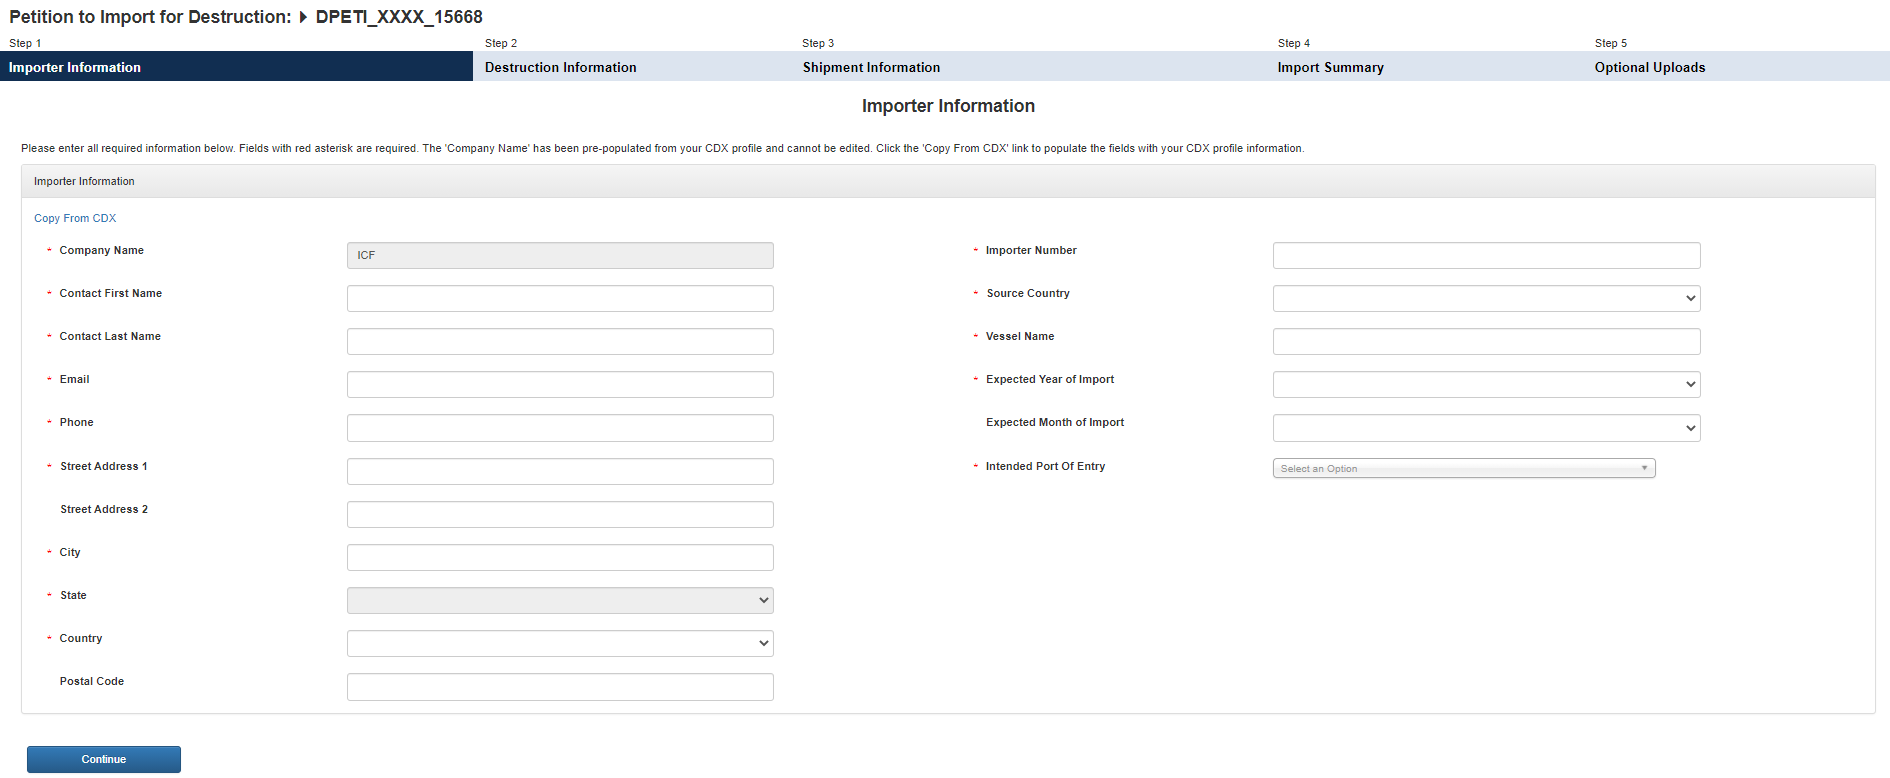 Petition to Import for Destruction: DPETI_XXXX_15668
Step 1
Importer Information
Step 2
Destruction Information
Step 3
Shipment Information
Step 4
Import Summary
Step 5
Optional Uploads
Importer Information
Please enter all required information below. Fields with red asterisk are required. The 'Company Name' has been pre-populated from your CDX profile and cannot be edited. Click the 'Copy From CDX' link to populate the fields with your CDX profile information.
Importer Information
Copy From CDX
* Company Name
ICF
* Contact First Name
* Contact Last Name
* Email
* Phone
* Street Address 1
Street Address 2
* City
* State
* Country
Postal Code
* Importer Number
* Source Country
* Vessel Name
* Expected Year of Import
Expected Month of Import
* Intended Port Of Entry
Select an Option
Continue